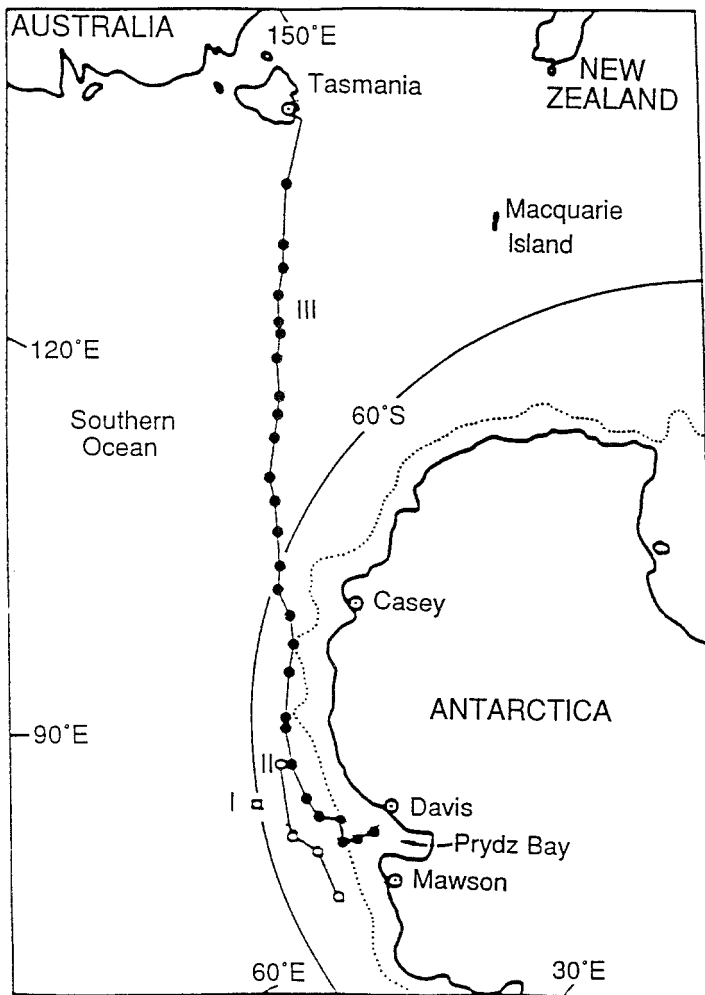 AUSTRALIA
150°E
Tasmania
NEW
ZEALAND
Macquarie
Island
III
120°E
60°S
Southern
Ocean
Casey
ANTARCTICA
90°E
II
I
Davis
Prydz Bay
Mawson
60°E
30°E